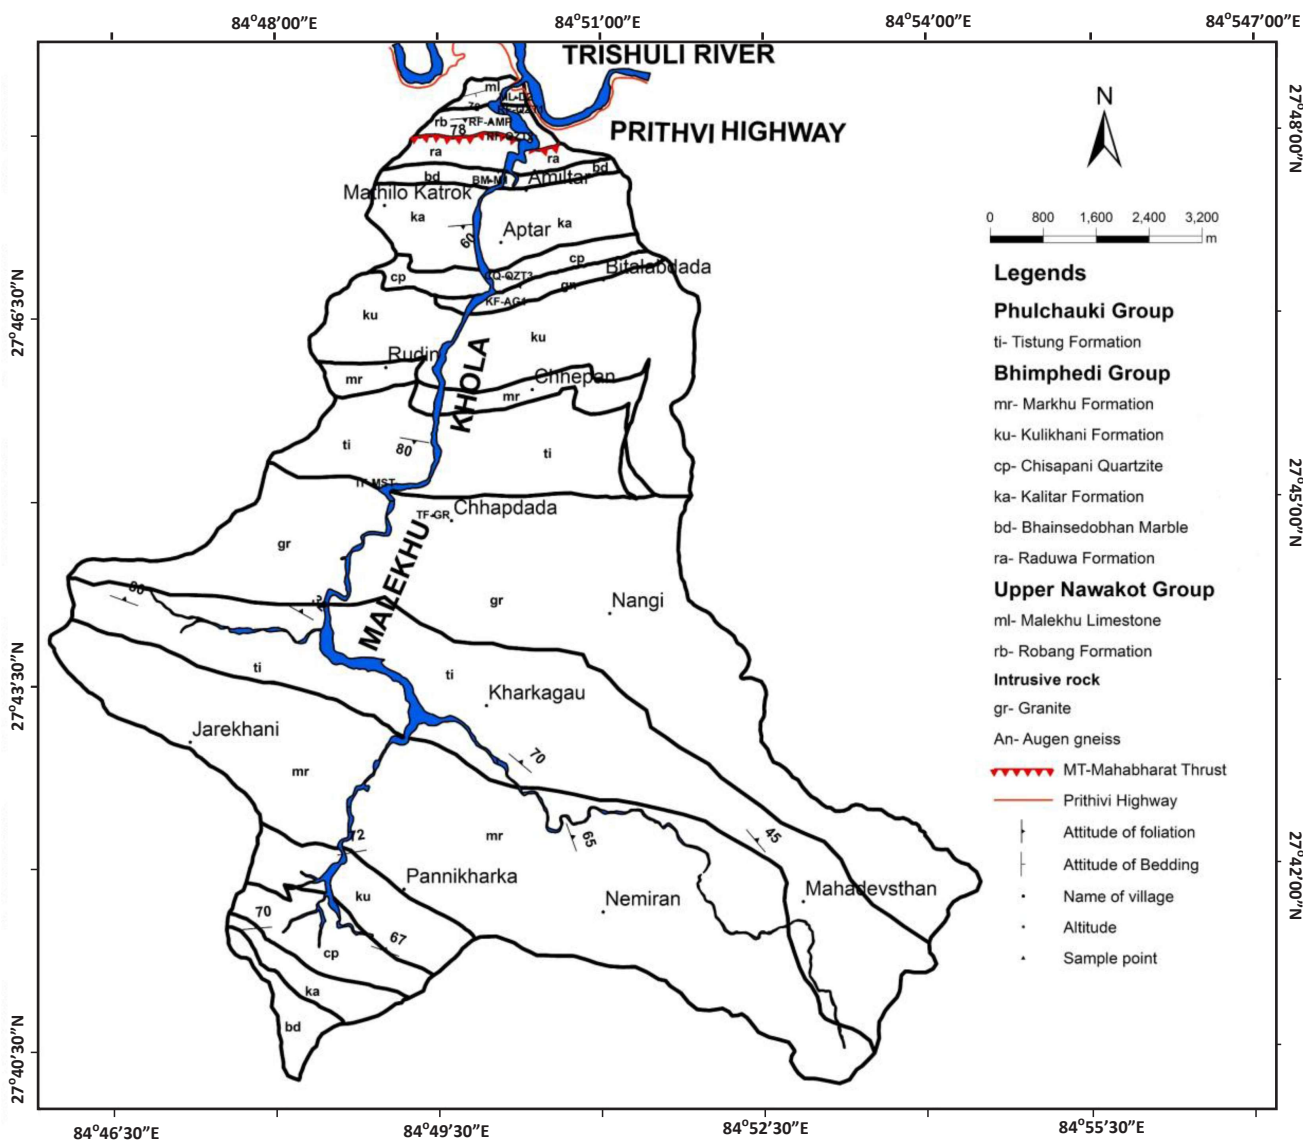 84°48'00"E
84°51'00"E
84°54'00"E
84°547'00"E
TRISHULI RIVER
PRITHVI HIGHWAY
27°48'0"N
27°46'30"N
27°45'00"N
27°43'30"N
27°42'00"N
27°40'30"N
ml
rb
78
RF-AMP
ra
ra
bd
bd
BM-M1
Amiltar
Mathilo Katrok
ka
ka
60
Aptar
cp
cp
Bitalabdada
gn
KF-AG1
ku
ku
Rudin
mr
Chhepan
mr
KHOLA
ti
80
ti
TF-MST
TF-GR
Chhapdada
gr
MALEKHU
80
gr
Nangi
ti
ti
Kharkagau
Jarekhani
mr
70
72
mr
65
45
Pannikharka
ku
Nemiran
Mahadevsthan
70
67
cp
ka
bd
N
0 800 1,600 2,400 3,200
m
Legends
Phulchauki Group
ti- Tistung Formation
Bhimphedi Group
mr- Markhu Formation
ku- Kulikhani Formation
cp- Chisapani Quartzite
ka- Kalitar Formation
bd- Bhainsedobhan Marble
ra- Raduwa Formation
Upper Nawakot Group
ml- Malekhu Limestone
rb- Robang Formation
Intrusive rock
gr- Granite
An- Augen gneiss
MT-Mahabharat Thrust
Prithivi Highway
Attitude of foliation
Attitude of Bedding
Name of village
Altitude
Sample point
84°46'30"E
84°49'30"E
84°52'30"E
84°55'30"E